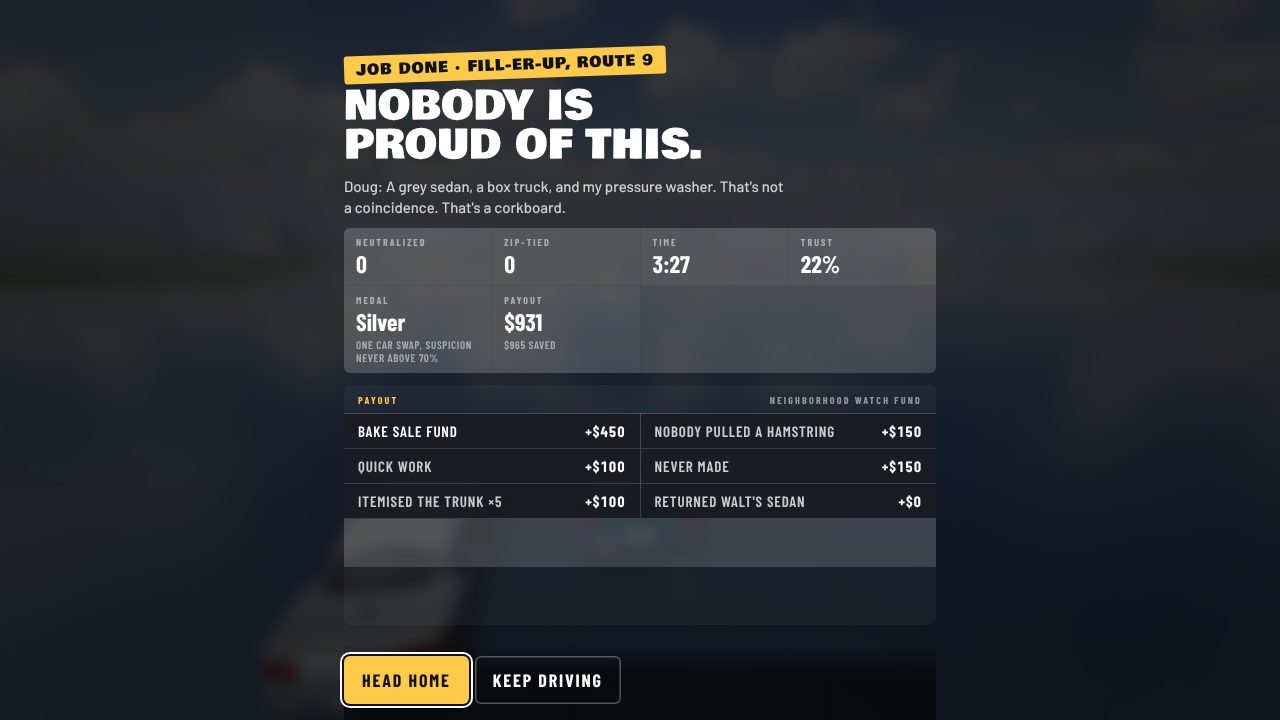 JOB DONE · FILL-ER-UP, ROUTE 9
NOBODY IS
PROUD OF THIS.
Doug: A grey sedan, a box truck, and my pressure washer. That's not
a coincidence. That's a corkboard.
NEUTRALIZED
0
ZIP-TIED
0
TIME
3:27
TRUST
22%
MEDAL
Silver
ONE CAR SWAP, SUSPICION
NEVER ABOVE 70%
PAYOUT
$931
$965 SAVED
PAYOUT
NEIGHBORHOOD WATCH FUND
BAKE SALE FUND +$450
NOBODY PULLED A HAMSTRING +$150
QUICK WORK +$100
NEVER MADE +$150
ITEMISED THE TRUNK ×5 +$100
RETURNED WALT'S SEDAN +$0
HEAD HOME
KEEP DRIVING